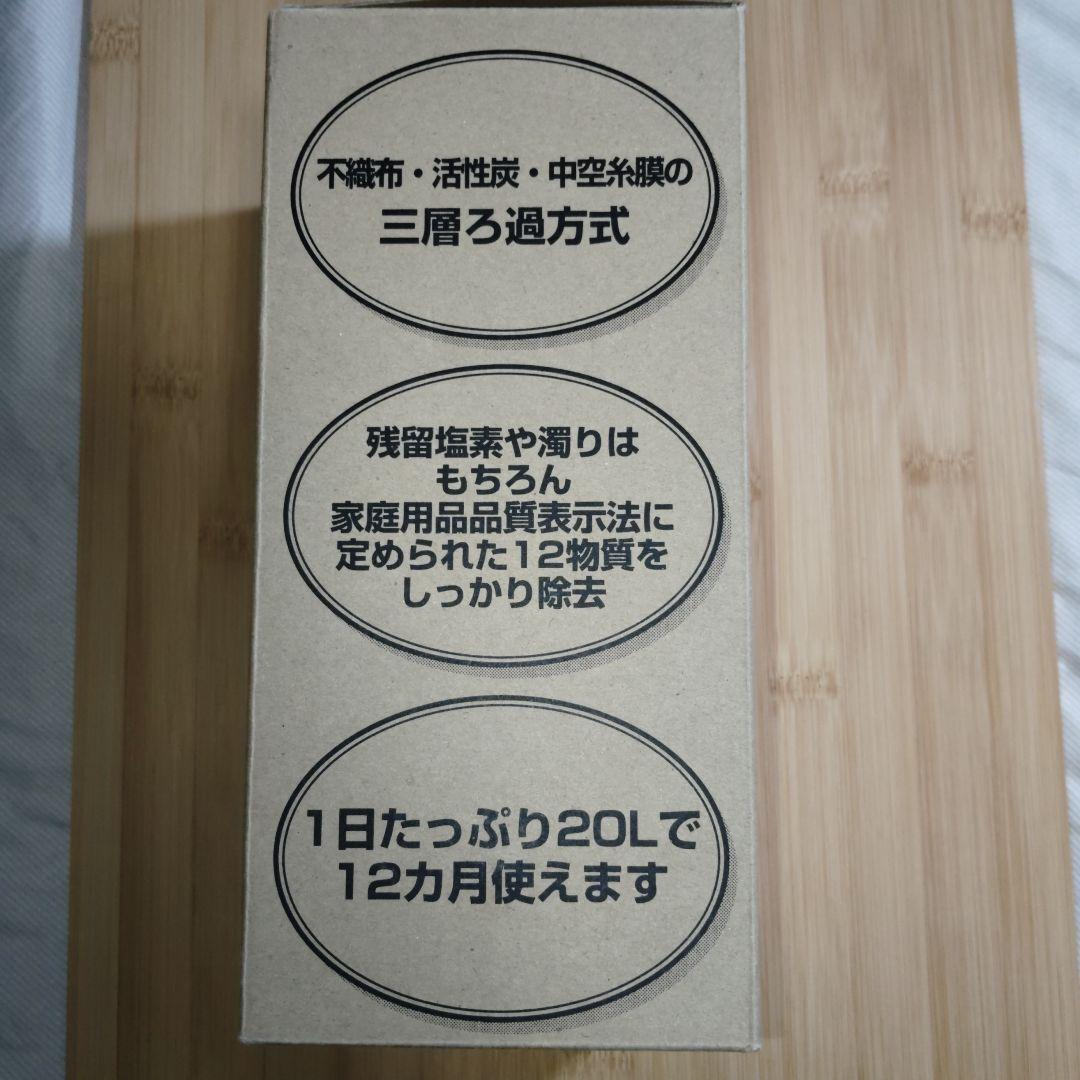 不織布・活性炭・中空糸膜の
三層ろ過方式
残留塩素や濁りは
もちろん
家庭用品品質表示法に
定められた12物質を
しっかり除去
1日たっぷり20Lで
12カ月使えます